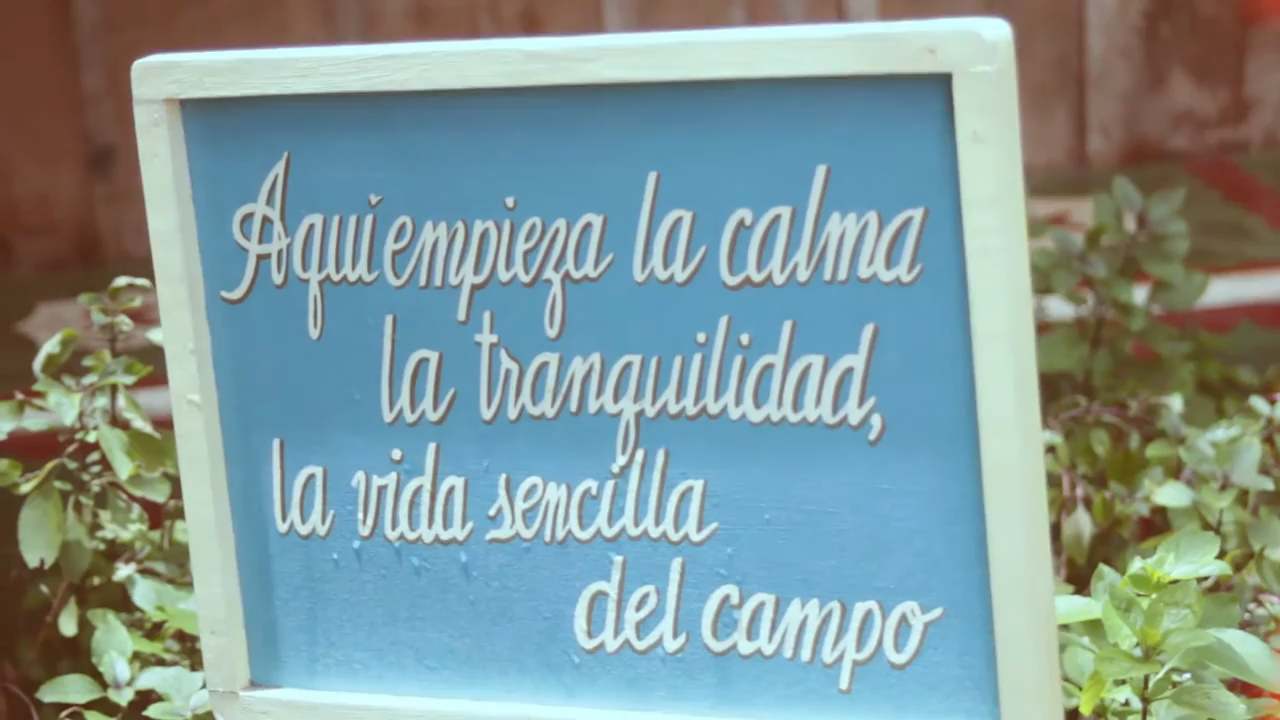 Aquí empieza la calma
la tranquilidad,
la vida sencilla
del campo